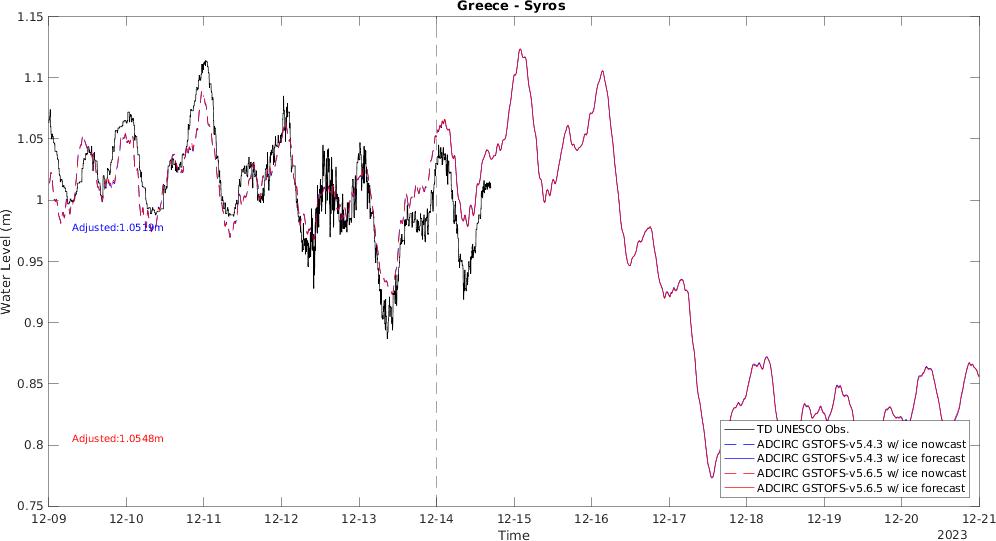 Greece - Syros
1.15
1.1
1.05
1
0.95
0.9
0.85
0.8
0.75
Water Level (m)
Adjusted:1.0519m
Adjusted:1.0548m
TD UNESCO Obs.
ADCIRC GSTOFS-v5.4.3 w/ ice nowcast
ADCIRC GSTOFS-v5.4.3 w/ ice forecast
ADCIRC GSTOFS-v5.6.5 w/ ice nowcast
ADCIRC GSTOFS-v5.6.5 w/ ice forecast
12-09 12-10 12-11 12-12 12-13 12-14 12-15 12-16 12-17 12-18 12-19 12-20 12-21
Time
2023